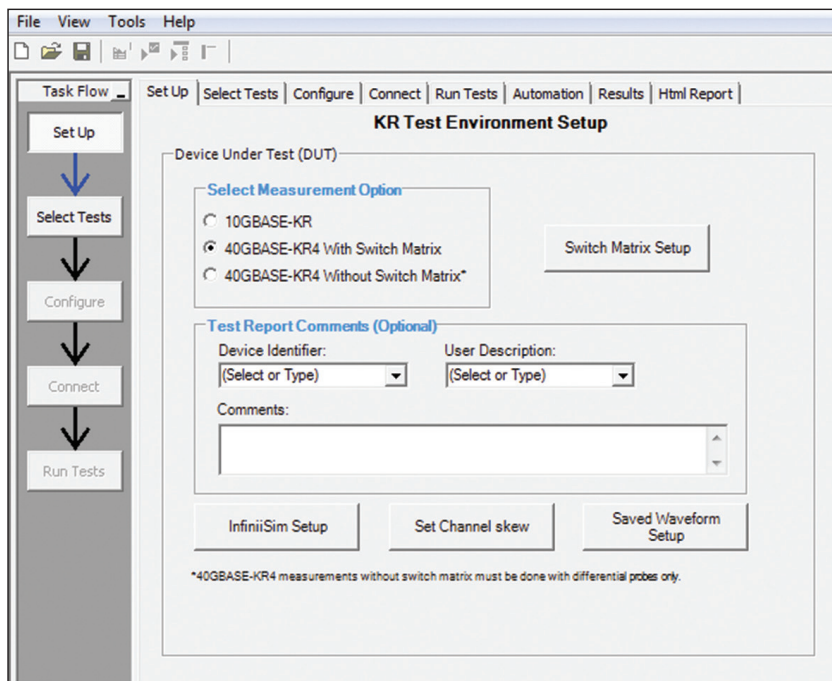 File View Tools Help
Task Flow _
Set Up
Select Tests
Configure
Connect
Run Tests
Set Up Select Tests Configure Connect Run Tests Automation Results Html Report
KR Test Environment Setup
Device Under Test (DUT)
Select Measurement Option
10GBASE-KR
40GBASE-KR4 With Switch Matrix
40GBASE-KR4 Without Switch Matrix*
Switch Matrix Setup
Test Report Comments (Optional)
Device Identifier: User Description:
(Select or Type) (Select or Type)
Comments:
InfiniiSim Setup
Set Channel skew
Saved Waveform
Setup
*40GBASE-KR4 measurements without switch matrix must be done with differential probes only.